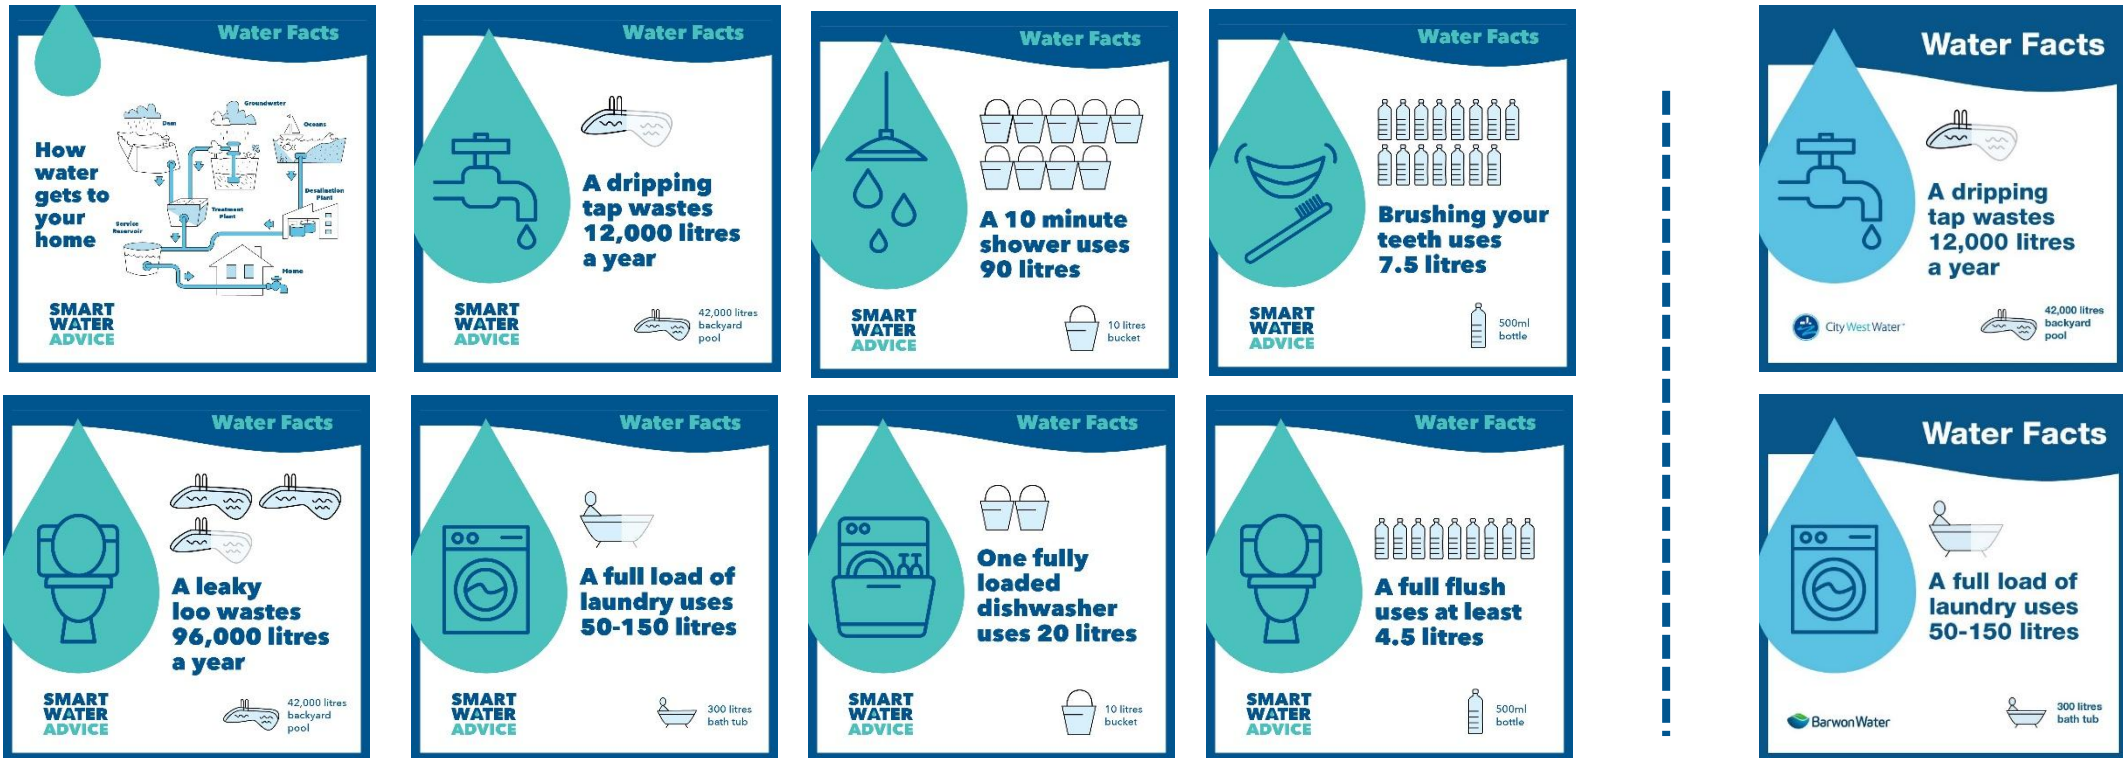 Water Facts
How
water
gets to
your
home
Dam
Groundwater
Oceans
Desalination
Plant
Treatment
Plant
Service
Reservoir
Home
SMART
WATER
ADVICE
Water Facts
A dripping
tap wastes
12,000 litres
a year
SMART
WATER
ADVICE
42,000 litres
backyard
pool
Water Facts
A 10 minute
shower uses
90 litres
SMART
WATER
ADVICE
10 litres
bucket
Water Facts
Brushing your
teeth uses
7.5 litres
SMART
WATER
ADVICE
500ml
bottle
Water Facts
A dripping
tap wastes
12,000 litres
a year
City West Water
42,000 litres
backyard
pool
Water Facts
A leaky
loo wastes
96,000 litres
a year
SMART
WATER
ADVICE
42,000 litres
backyard
pool
Water Facts
A full load of
laundry uses
50-150 litres
SMART
WATER
ADVICE
300 litres
bath tub
Water Facts
One fully
loaded
dishwasher
uses 20 litres
SMART
WATER
ADVICE
10 litres
bucket
Water Facts
A full flush
uses at least
4.5 litres
SMART
WATER
ADVICE
500ml
bottle
Water Facts
A full load of
laundry uses
50-150 litres
Barwon Water
300 litres
bath tub